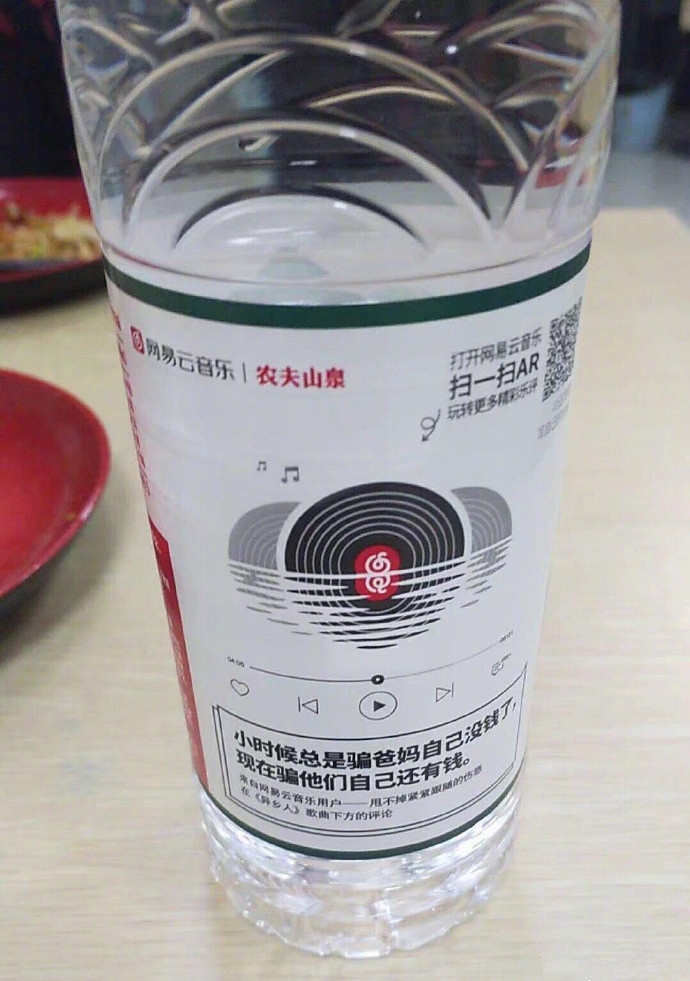 网易云音乐 | 农夫山泉
打开网易云音乐
扫一扫AR
玩转更多精彩乐评
04:05
小时候总是骗爸妈自己没钱了，
现在骗他们自己还有钱。
来自网易云音乐用户——甩不掉紧紧跟随的伤悲
在《异乡人》歌曲下方的评论